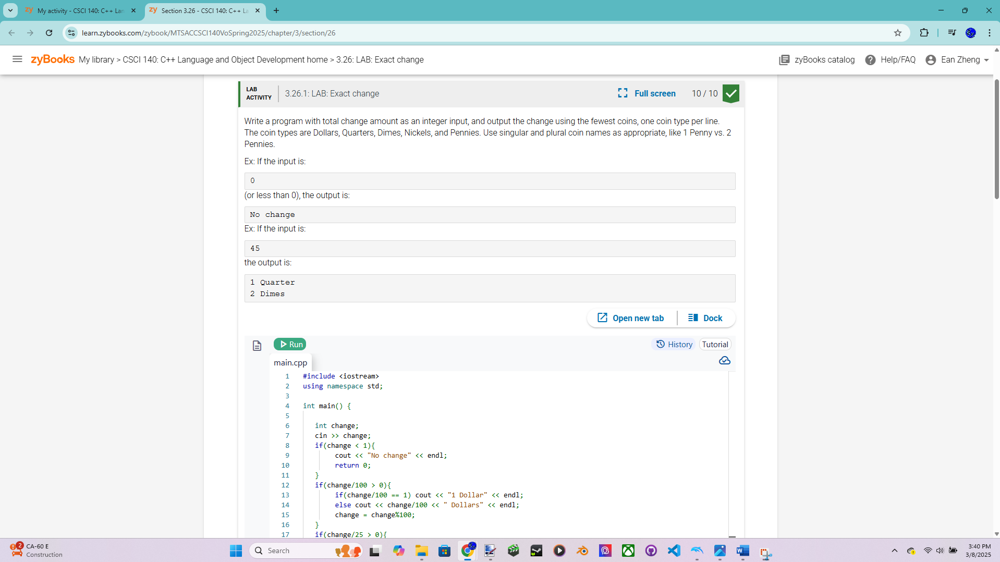 zy My activity - CSCI 140: C++ Lan
zy Section 3.26 - CSCI 140: C++ La
learn.zybooks.com/zybook/MTSACCSCI140VoSpring2025/chapter/3/section/26
zyBooks My library > CSCI 140: C++ Language and Object Development home > 3.26: LAB: Exact change
zyBooks catalog
Help/FAQ
Ean Zheng
LAB
ACTIVITY
3.26.1: LAB: Exact change
Full screen
10 / 10
Write a program with total change amount as an integer input, and output the change using the fewest coins, one coin type per line.
The coin types are Dollars, Quarters, Dimes, Nickels, and Pennies. Use singular and plural coin names as appropriate, like 1 Penny vs. 2
Pennies.
Ex: If the input is:
0
(or less than 0), the output is:
No change
Ex: If the input is:
45
the output is:
1 Quarter
2 Dimes
Open new tab
Dock
Run
History
Tutorial
main.cpp
1 #include <iostream>
2 using namespace std;
3
4 int main() {
5
6 int change;
7 cin >> change;
8 if(change < 1){
9 cout << "No change" << endl;
10 return 0;
11 }
12 if(change/100 > 0){
13 if(change/100 == 1) cout << "1 Dollar" << endl;
14 else cout << change/100 << " Dollars" << endl;
15 change = change%100;
16 }
17 if(change/25 > 0){
2
CA-60 E
Construction
Search
3:40 PM
3/8/2025